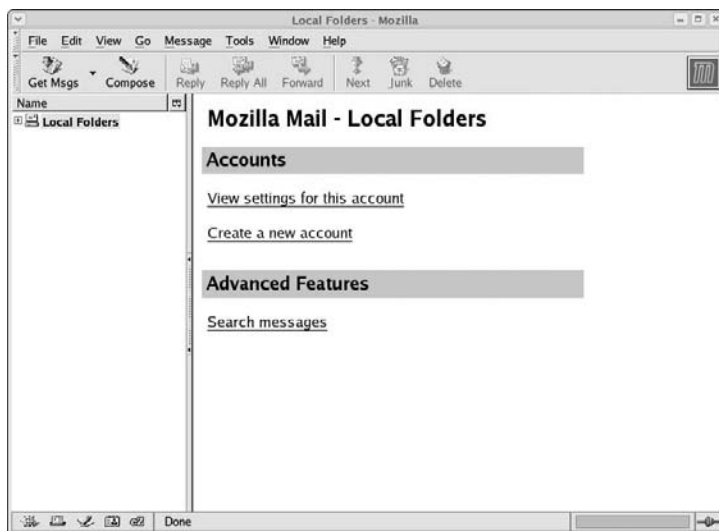 Local Folders - Mozilla
File Edit View Go Message Tools Window Help
Get Msgs Compose Reply Reply All Forward Next Junk Delete
Name
Local Folders
Mozilla Mail - Local Folders
Accounts
View settings for this account
Create a new account
Advanced Features
Search messages
Done